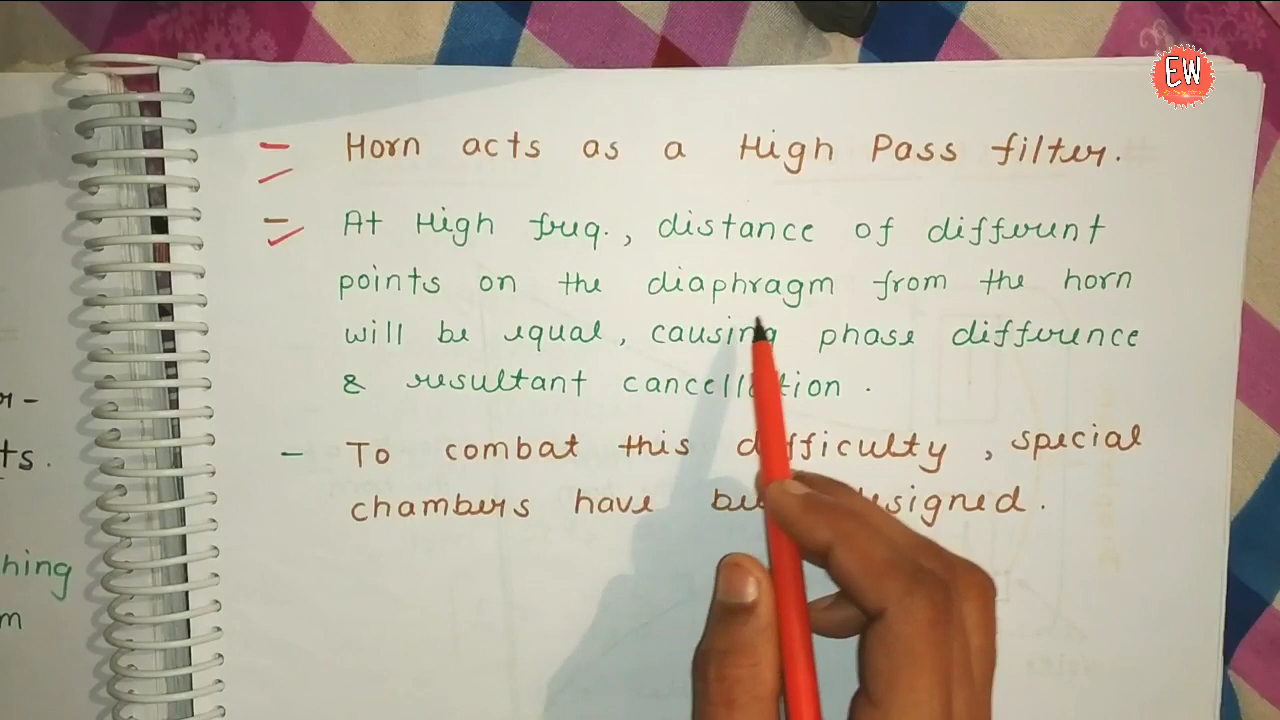 EW
- Horn acts as a High Pass filter.
- At High freq., distance of different
points on the diaphragm from the horn
will be equal, causing phase difference
& resultant cancellation.
- To combat this difficulty, special
chambers have been designed.
ts.
hing
m